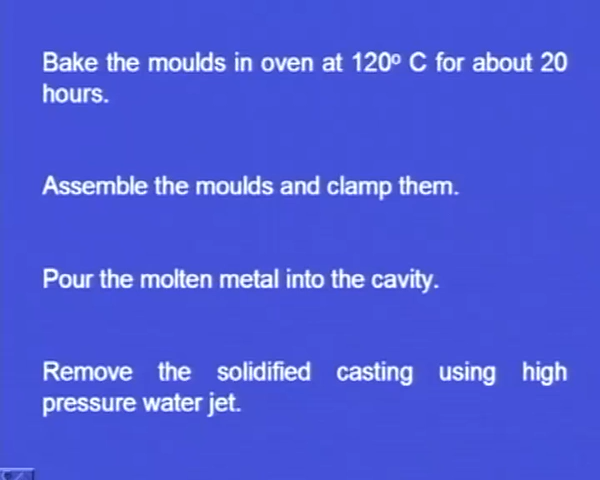 Bake the moulds in oven at 120º C for about 20
hours.
Assemble the moulds and clamp them.
Pour the molten metal into the cavity.
Remove the solidified casting using high
pressure water jet.